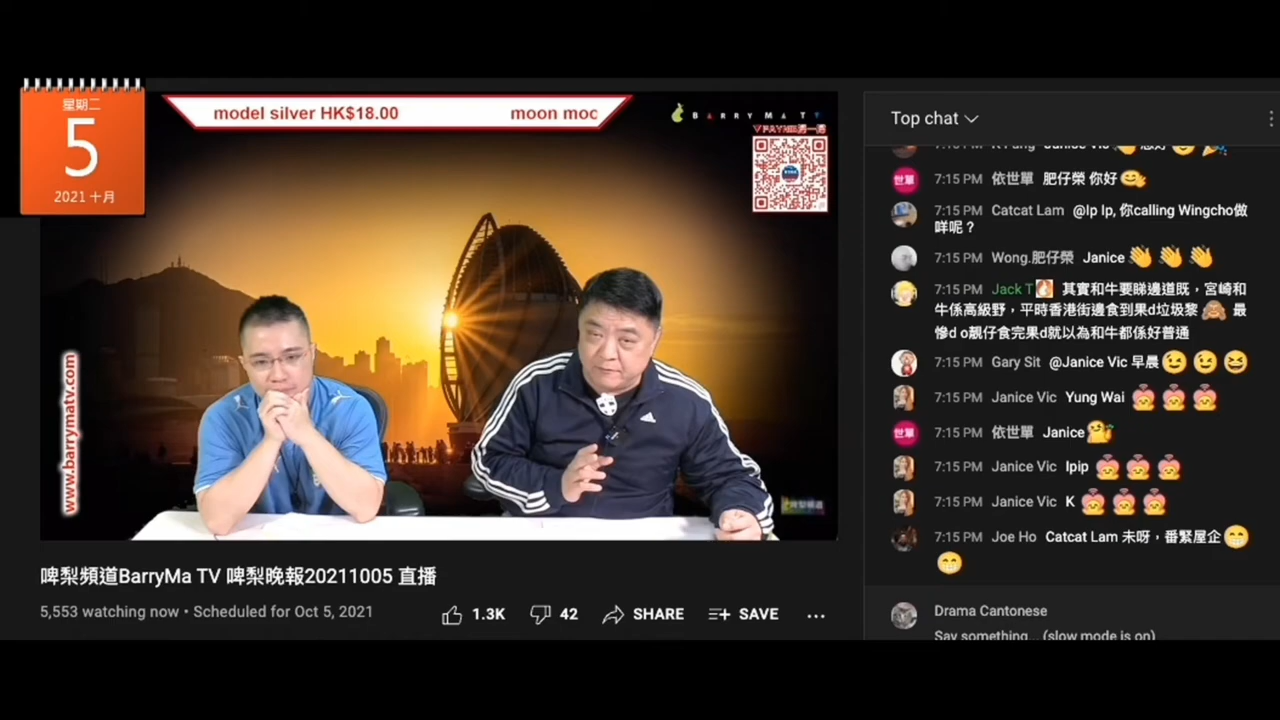 星期二
5
2021 十月
model silver HK$18.00 moon moc
BARRY MA TV
PAYME
www.barrymatv.com
啤梨頻道
啤梨頻道BarryMa TV 啤梨晚報20211005 直播
5,553 watching now • Scheduled for Oct 5, 2021
1.3K
42
SHARE
SAVE
Top chat
7:15 PM 依世單 肥仔榮 你好
世單
7:15 PM Catcat Lam @Ip Ip, 你calling Wingcho做
咩呢？
7:15 PM Wong.肥仔榮 Janice
7:15 PM Jack T 其實和牛要睇邊道既，宮崎和
牛係高級野，平時香港街邊食到果d垃圾黎 最
慘d o靚仔食完果d就以為和牛都係好普通
7:15 PM Gary Sit @Janice Vic 早晨
7:15 PM Janice Vic Yung Wai
世單
7:15 PM 依世單 Janice
7:15 PM Janice Vic Ipip
7:15 PM Janice Vic K
7:15 PM Joe Ho Catcat Lam 未呀，番緊屋企
Drama Cantonese
Say something... (slow mode is on)